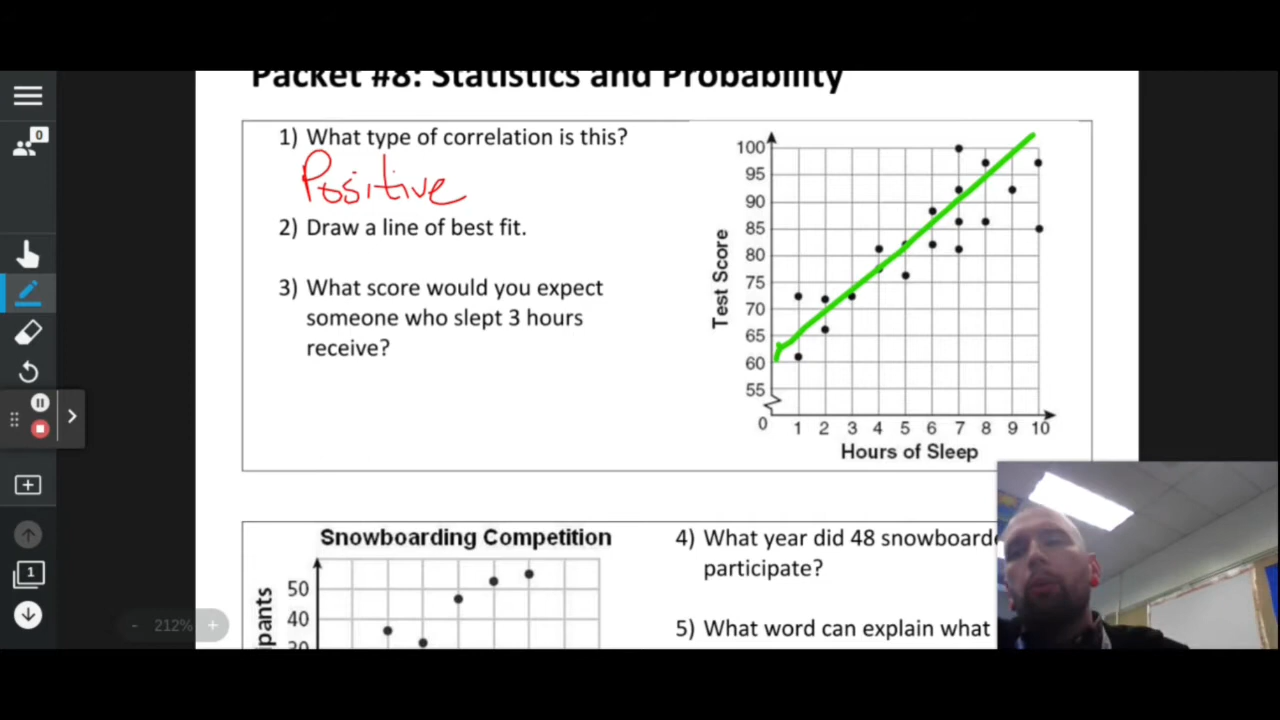 0
Packet #8: Statistics and Probability
1) What type of correlation is this?
Positive
2) Draw a line of best fit.
3) What score would you expect
someone who slept 3 hours
receive?
100
95
90
85
80
75
70
65
60
55
0
1 2 3 4 5 6 7 8 9 10
Test Score
Hours of Sleep
Snowboarding Competition
50
40
30
4) What year did 48
participate?
5) What word can explain what
1
- 212% +